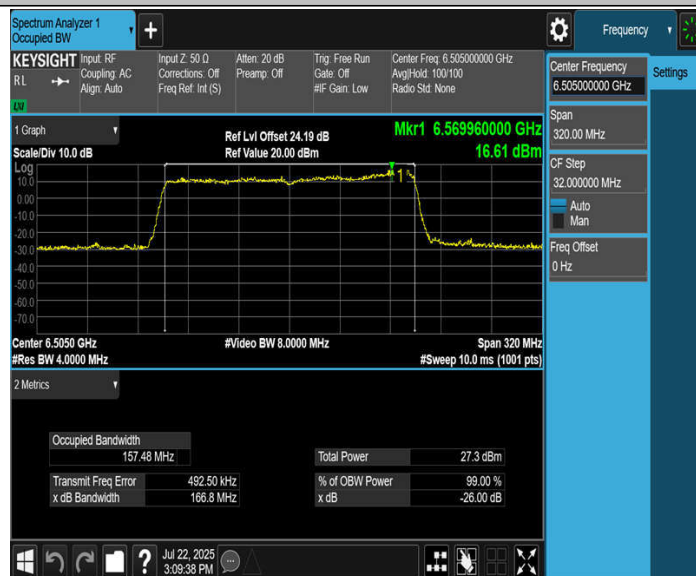 Spectrum Analyzer 1
Occupied BW
+
Frequency
KEYSIGHT
RL
LXI
Input: RF
Coupling: AC
Align: Auto
Input Z: 50 Ω
Corrections: Off
Freq Ref: Int (S)
Atten: 20 dB
Preamp: Off
Trig: Free Run
Gate: Off
#IF Gain: Low
Center Freq: 6.505000000 GHz
Avg|Hold: 100/100
Radio Std: None
Center Frequency
6.505000000 GHz
Settings
Span
320.00 MHz
CF Step
32.000000 MHz
Auto
Man
Freq Offset
0 Hz
1 Graph
Scale/Div 10.0 dB
Ref Lvl Offset 24.19 dB
Ref Value 20.00 dBm
Mkr1 6.569960000 GHz
16.61 dBm
Log
10.0
0.00
-10.0
-20.0
-30.0
-40.0
-50.0
-60.0
-70.0
1
Center 6.5050 GHz
#Res BW 4.0000 MHz
#Video BW 8.0000 MHz
Span 320 MHz
#Sweep 10.0 ms (1001 pts)
2 Metrics
Occupied Bandwidth
157.48 MHz
Total Power 27.3 dBm
Transmit Freq Error 492.50 kHz
% of OBW Power 99.00 %
x dB Bandwidth 166.8 MHz
x dB -26.00 dB
?
Jul 22, 2025
3:09:38 PM